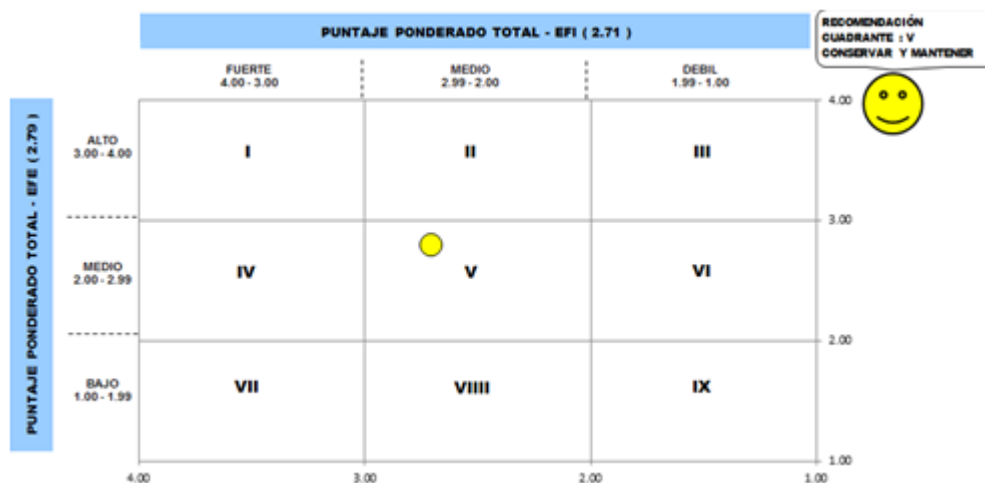 PUNTAJE PONDERADO TOTAL - EFI ( 2.71 )
RECOMENDACIÓN
CUADRANTE : V
CONSERVAR Y MANTENER
FUERTE
4.00 - 3.00
MEDIO
2.99 - 2.00
DEBIL
1.99 - 1.00
PUNTAJE PONDERADO TOTAL - EFE ( 2.79 )
ALTO
3.00 - 4.00
I
II
III
4.00
3.00
MEDIO
2.00 - 2.99
IV
V
VI
2.00
BAJO
1.00 - 1.99
VII
VIIII
IX
1.00
4.00
3.00
2.00
1.00